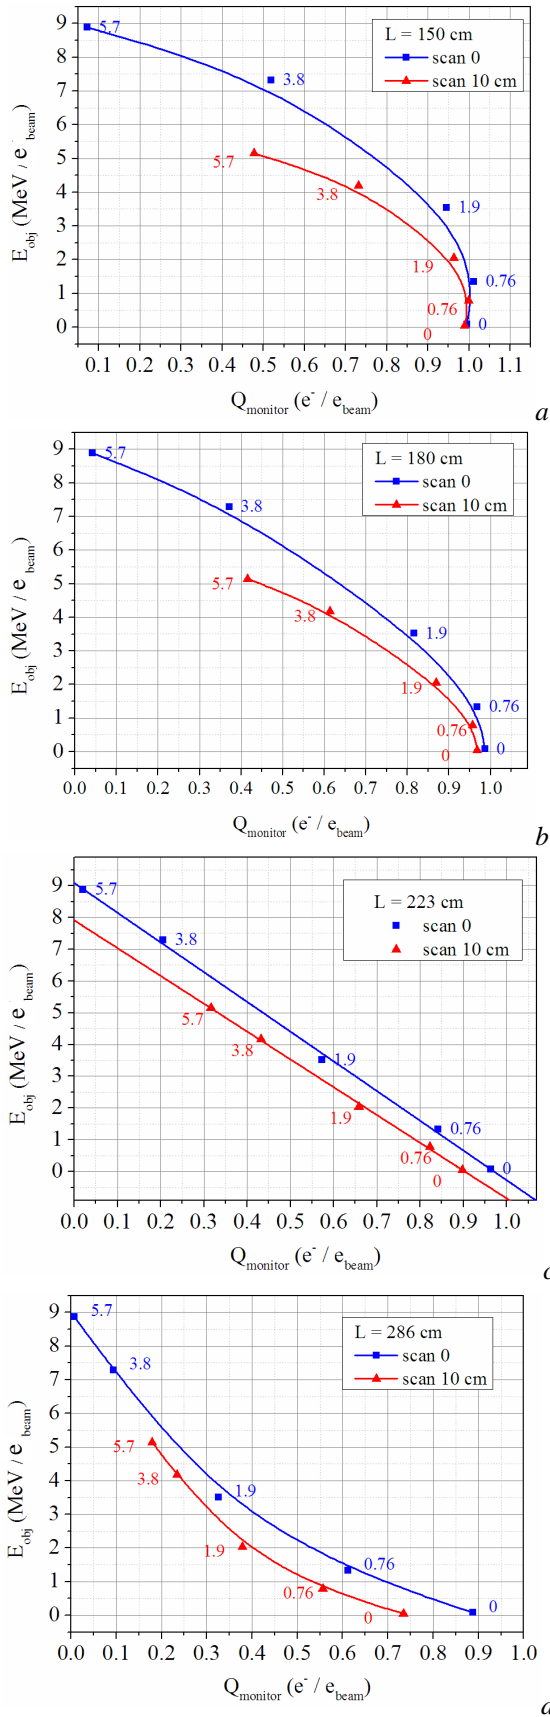 9
8
7
6
5
4
3
2
1
0
E_obj (MeV / e_beam)
L = 150 cm
scan 0
scan 10 cm
5.7
3.8
1.9
0.76
0
5.7
3.8
1.9
0.76
0
0.1 0.2 0.3 0.4 0.5 0.6 0.7 0.8 0.9 1.0 1.1
Q_monitor (e⁻ / e_beam)
a
9
8
7
6
5
4
3
2
1
0
E_obj (MeV / e_beam)
L = 180 cm
scan 0
scan 10 cm
5.7
3.8
1.9
0.76
0
5.7
3.8
1.9
0.76
0
0.0 0.1 0.2 0.3 0.4 0.5 0.6 0.7 0.8 0.9 1.0
Q_monitor (e⁻ / e_beam)
b
9
8
7
6
5
4
3
2
1
0
E_obj (MeV / e_beam)
L = 223 cm
scan 0
scan 10 cm
5.7
3.8
1.9
0.76
0
5.7
3.8
1.9
0.76
0
0.0 0.1 0.2 0.3 0.4 0.5 0.6 0.7 0.8 0.9 1.0
Q_monitor (e⁻ / e_beam)
c
9
8
7
6
5
4
3
2
1
0
E_obj (MeV / e_beam)
L = 286 cm
scan 0
scan 10 cm
5.7
3.8
1.9
0.76
0
5.7
3.8
1.9
0.76
0
0.0 0.1 0.2 0.3 0.4 0.5 0.6 0.7 0.8 0.9 1.0
Q_monitor (e⁻ / e_beam)